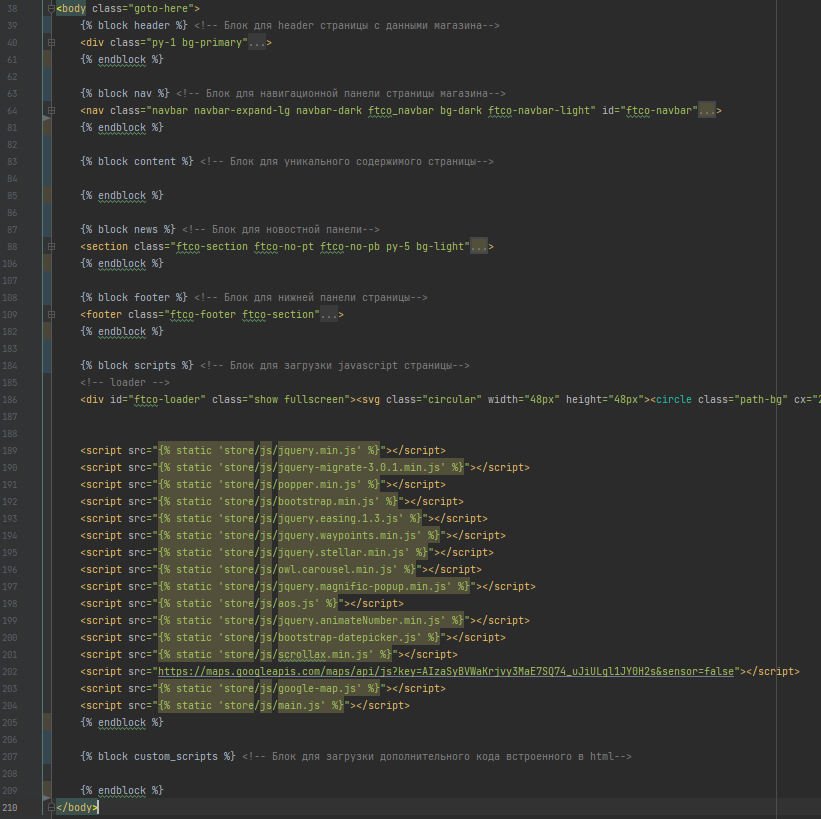 38 <body class="goto-here">
39 {% block header %} <!-- Блок для header страницы с данными магазина-->
40 <div class="py-1 bg-primary"...>
61 {% endblock %}
62
63 {% block nav %} <!-- Блок для навигационной панели страницы магазина-->
64 <nav class="navbar navbar-expand-lg navbar-dark ftco_navbar bg-dark ftco-navbar-light" id="ftco-navbar"...>
81 {% endblock %}
82
83 {% block content %} <!-- Блок для уникального содержимого страницы-->
84
85 {% endblock %}
86
87 {% block news %} <!-- Блок для новостной панели-->
88 <section class="ftco-section ftco-no-pt ftco-no-pb py-5 bg-light"...>
106 {% endblock %}
107
108 {% block footer %} <!-- Блок для нижней панели страницы-->
109 <footer class="ftco-footer ftco-section"...>
182 {% endblock %}
183
184 {% block scripts %} <!-- Блок для загрузки javascript страницы-->
185 <!-- loader -->
186 <div id="ftco-loader" class="show fullscreen"><svg class="circular" width="48px" height="48px"><circle class="path-bg" cx="2
187
188
189 <script src="{% static 'store/js/jquery.min.js' %}"></script>
190 <script src="{% static 'store/js/jquery-migrate-3.0.1.min.js' %}"></script>
191 <script src="{% static 'store/js/popper.min.js' %}"></script>
192 <script src="{% static 'store/js/bootstrap.min.js' %}"></script>
193 <script src="{% static 'store/js/jquery.easing.1.3.js' %}"></script>
194 <script src="{% static 'store/js/jquery.waypoints.min.js' %}"></script>
195 <script src="{% static 'store/js/jquery.stellar.min.js' %}"></script>
196 <script src="{% static 'store/js/owl.carousel.min.js' %}"></script>
197 <script src="{% static 'store/js/jquery.magnific-popup.min.js' %}"></script>
198 <script src="{% static 'store/js/aos.js' %}"></script>
199 <script src="{% static 'store/js/jquery.animateNumber.min.js' %}"></script>
200 <script src="{% static 'store/js/bootstrap-datepicker.js' %}"></script>
201 <script src="{% static 'store/js/scrollax.min.js' %}"></script>
202 <script src="https://maps.googleapis.com/maps/api/js?key=AIzaSyBVWaKrjvy3MaE7SQ74_uJiULgl1JY0H2s&sensor=false"></script>
203 <script src="{% static 'store/js/google-map.js' %}"></script>
204 <script src="{% static 'store/js/main.js' %}"></script>
205 {% endblock %}
206
207 {% block custom_scripts %} <!-- Блок для загрузки дополнительного кода встроенного в html-->
208
209 {% endblock %}
210 </body>